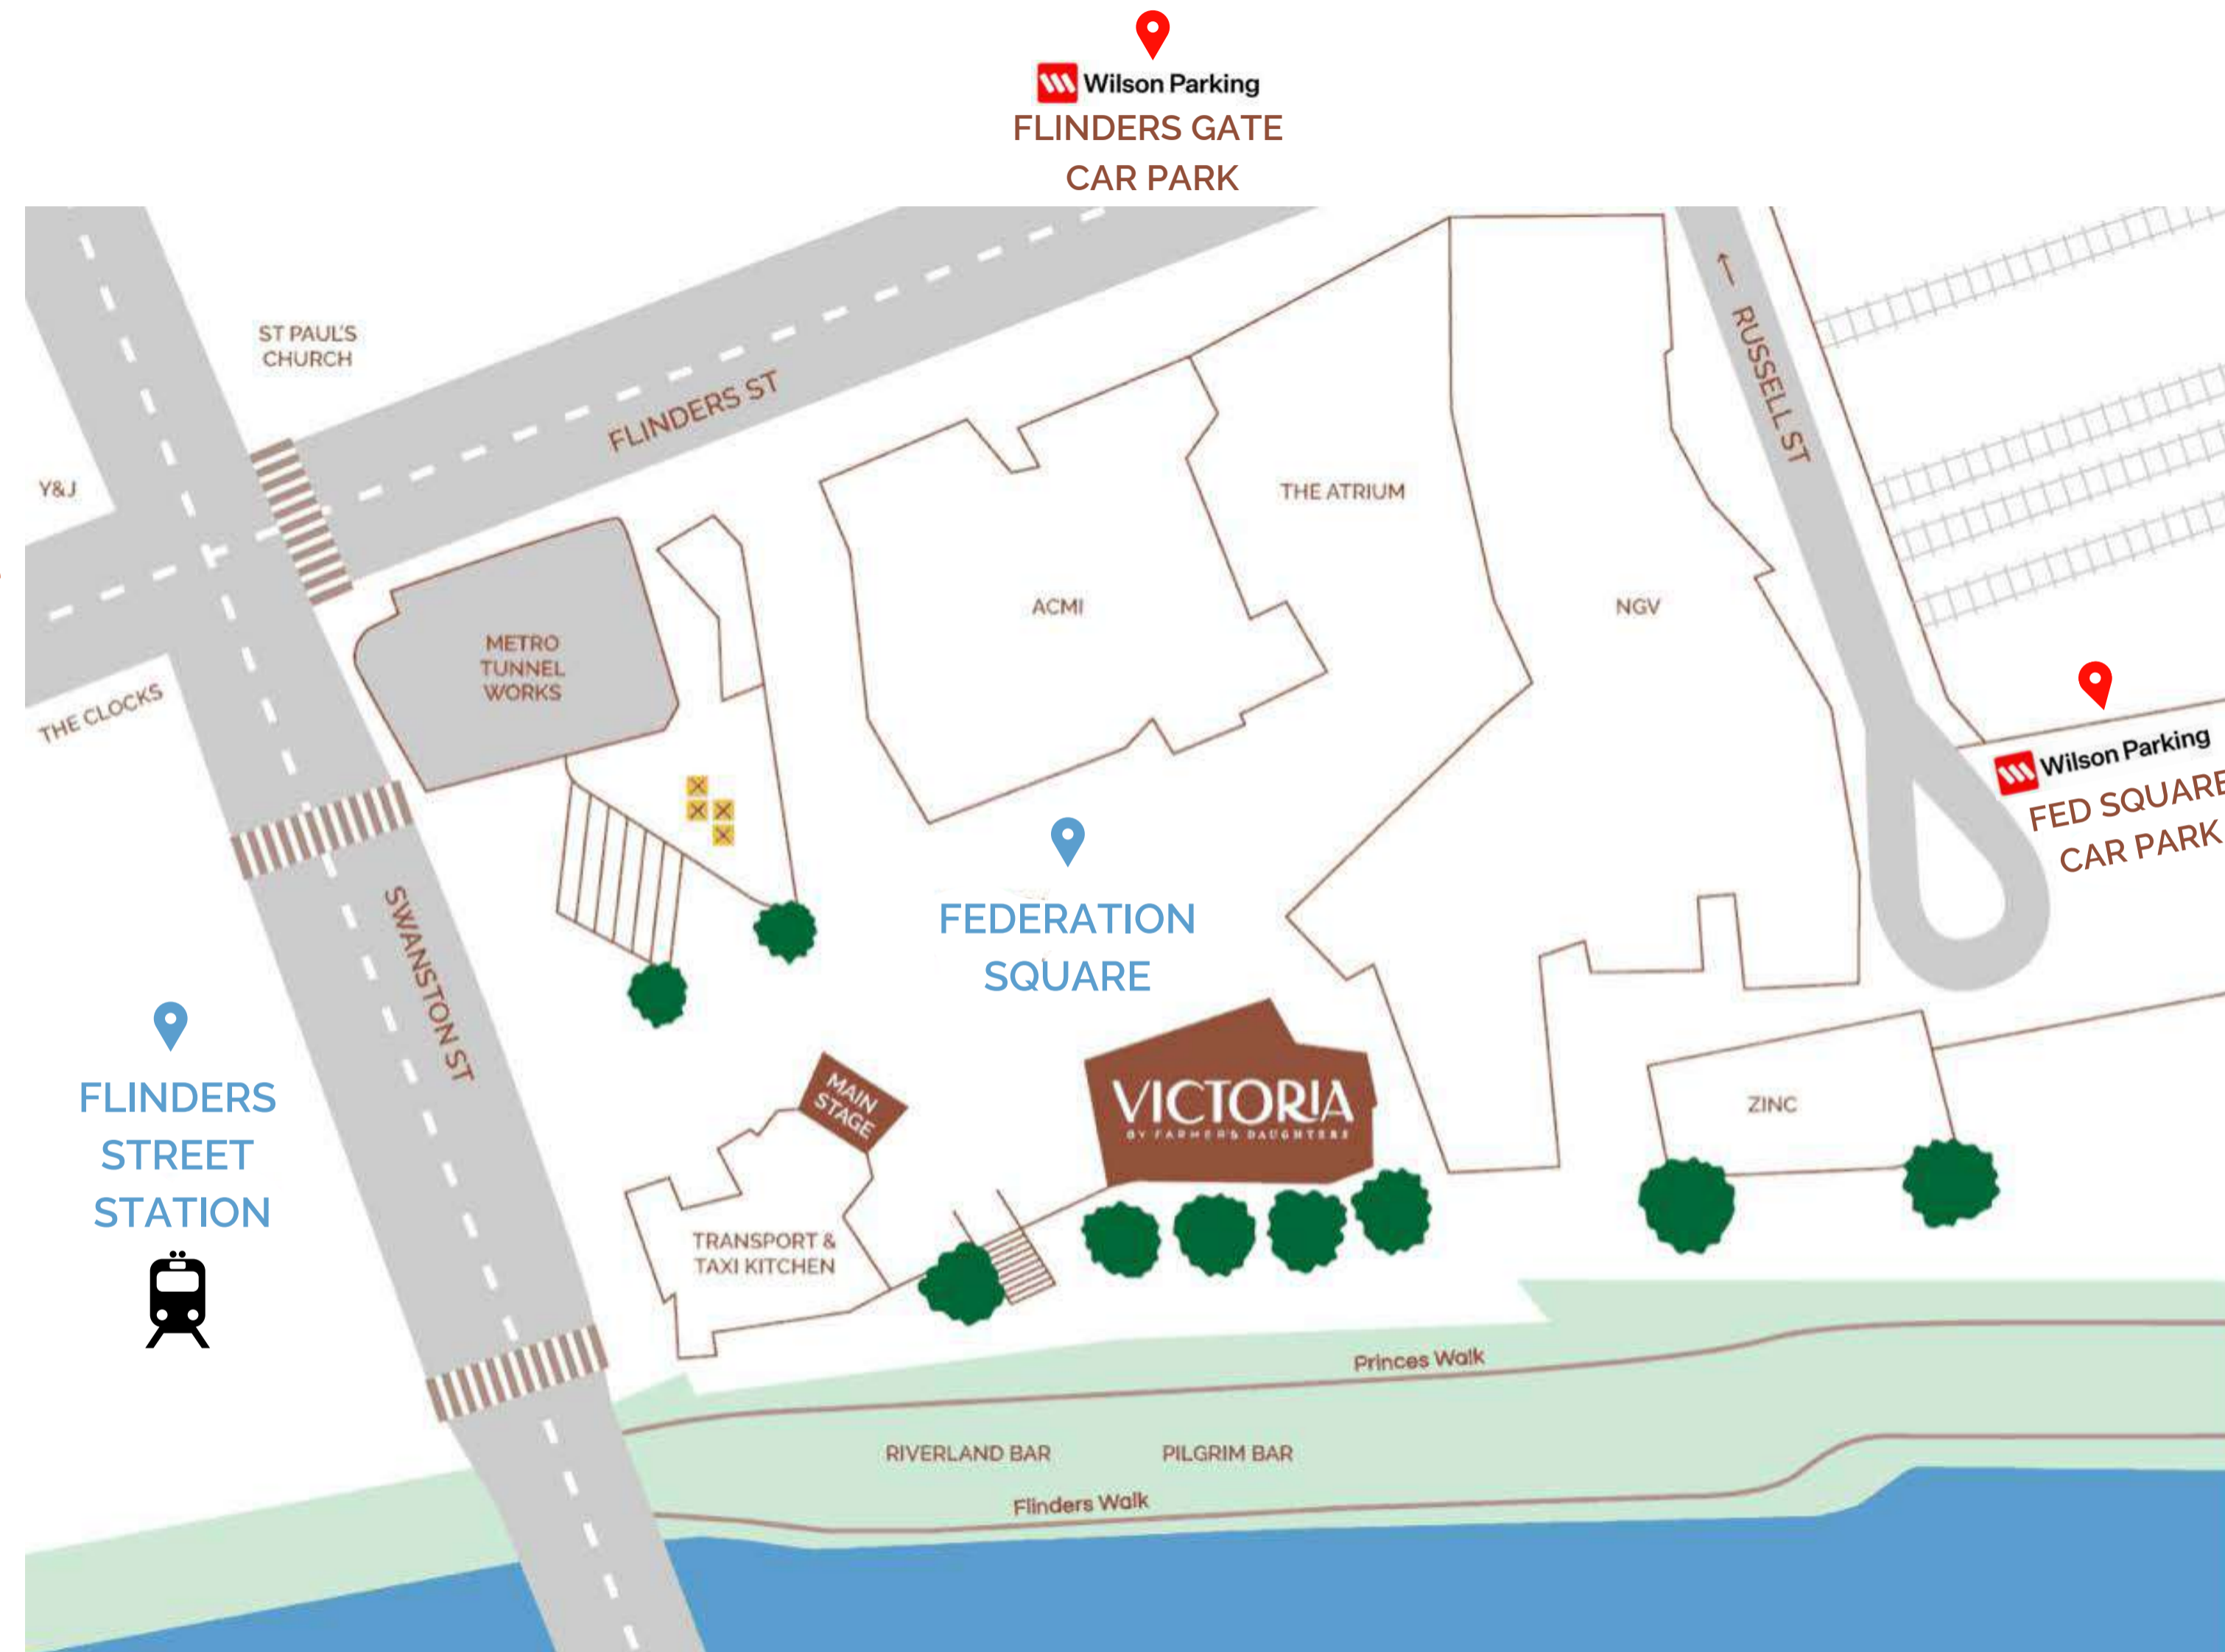 Wilson Parking
FLINDERS GATE
CAR PARK
ST PAUL'S
CHURCH
FLINDERS ST
← RUSSELL ST
Y&J
THE ATRIUM
ACMI
NGV
METRO
TUNNEL
WORKS
THE CLOCKS
Wilson Parking
FED SQUARE
CAR PARK
SWANSTON ST
FEDERATION
SQUARE
FLINDERS
STREET
STATION
MAIN
STAGE
VICTORIA
BY FARMER'S DAUGHTERS
ZINC
TRANSPORT &
TAXI KITCHEN
Princes Walk
RIVERLAND BAR
PILGRIM BAR
Flinders Walk